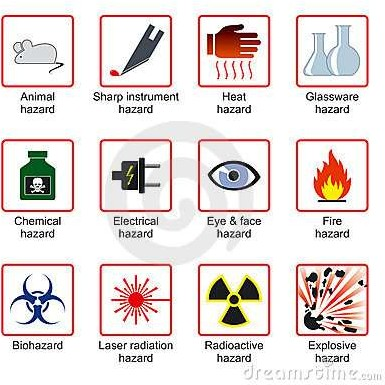 Animal
hazard
Sharp instrument
hazard
Heat
hazard
Glassware
hazard
Chemical
hazard
Electrical
hazard
Eye & face
hazard
Fire
hazard
Biohazard
Laser radiation
hazard
Radioactive
hazard
Explosive
hazard
dreamstime.com